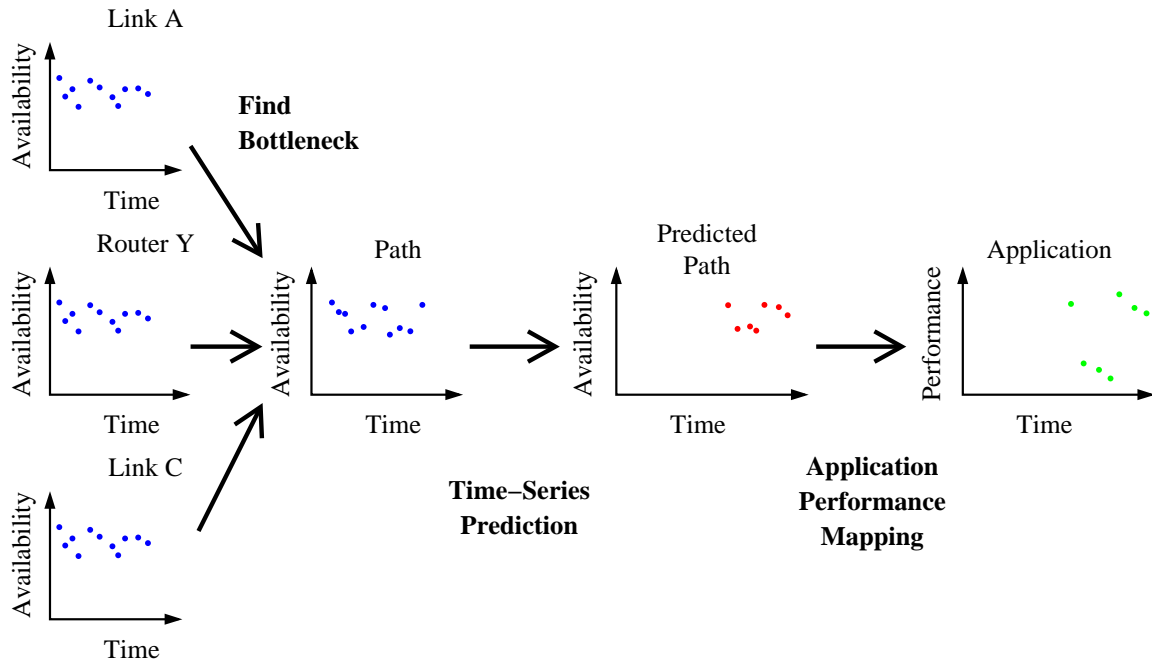 Link A
Availability
Time
Find
Bottleneck
Router Y
Availability
Time
Link C
Availability
Time
Path
Availability
Time
Time−Series
Prediction
Predicted
Path
Availability
Time
Application
Performance
Mapping
Application
Performance
Time